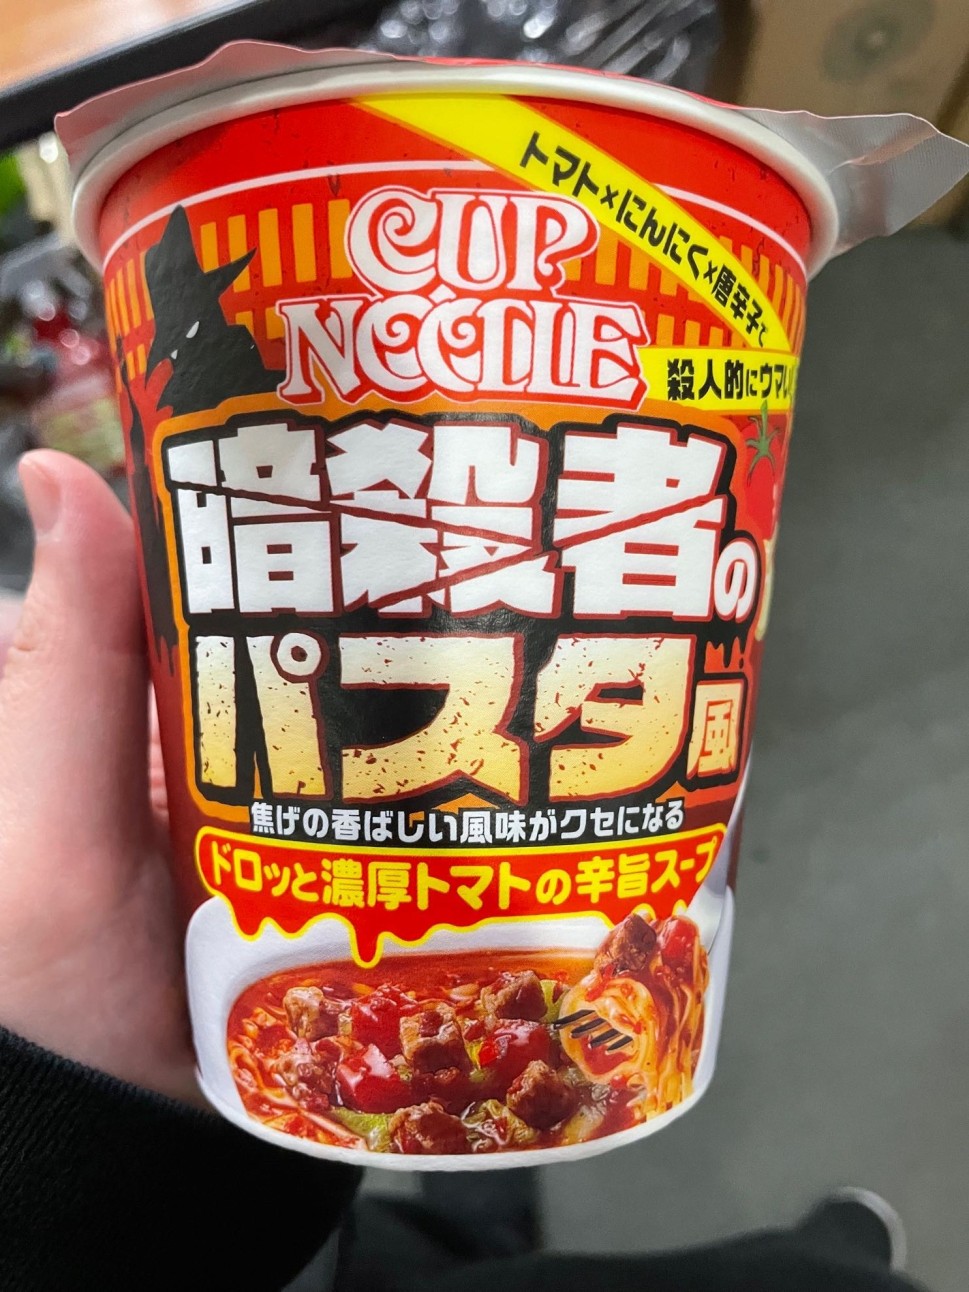 トマト×にんにく×唐辛子で
CUP
NOODLE
殺人的にウマい
暗殺者の
パスタ風
焦げの香ばしい風味がクセになる
ドロッと濃厚トマトの辛旨スープ